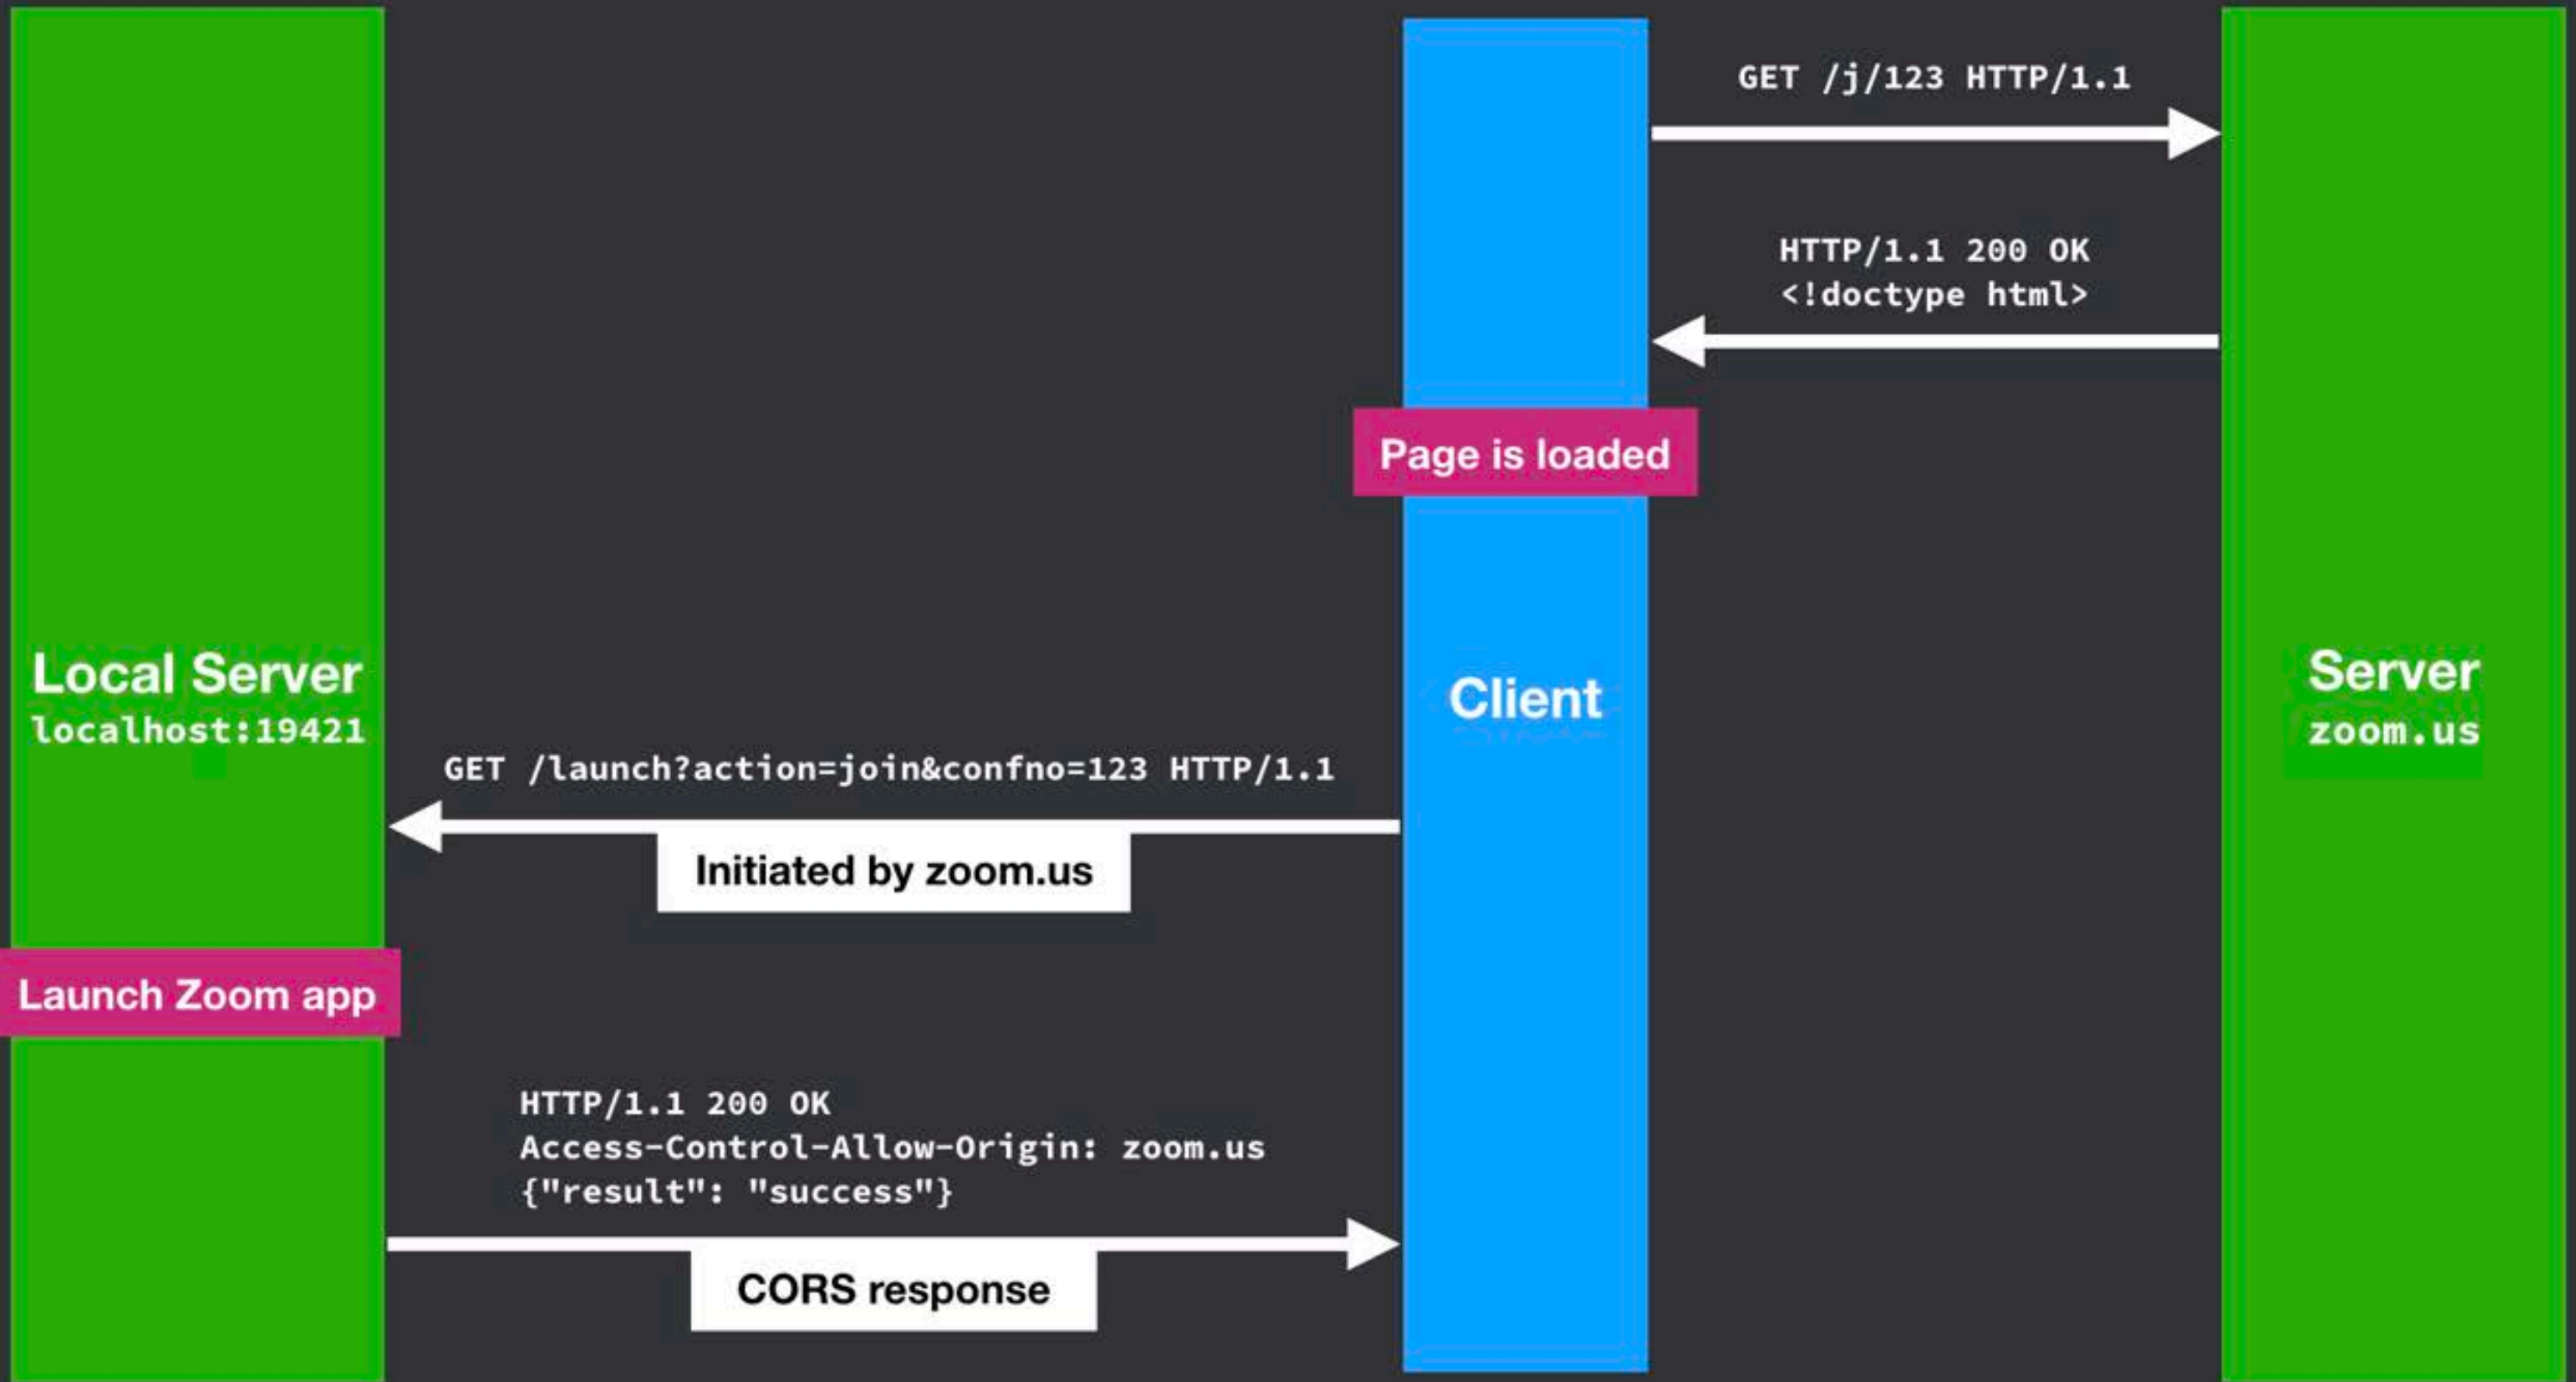 GET /j/123 HTTP/1.1
HTTP/1.1 200 OK
<!doctype html>
Page is loaded
Local Server
localhost:19421
Client
Server
zoom.us
GET /launch?action=join&confno=123 HTTP/1.1
Initiated by zoom.us
Launch Zoom app
HTTP/1.1 200 OK
Access-Control-Allow-Origin: zoom.us
{"result": "success"}
CORS response